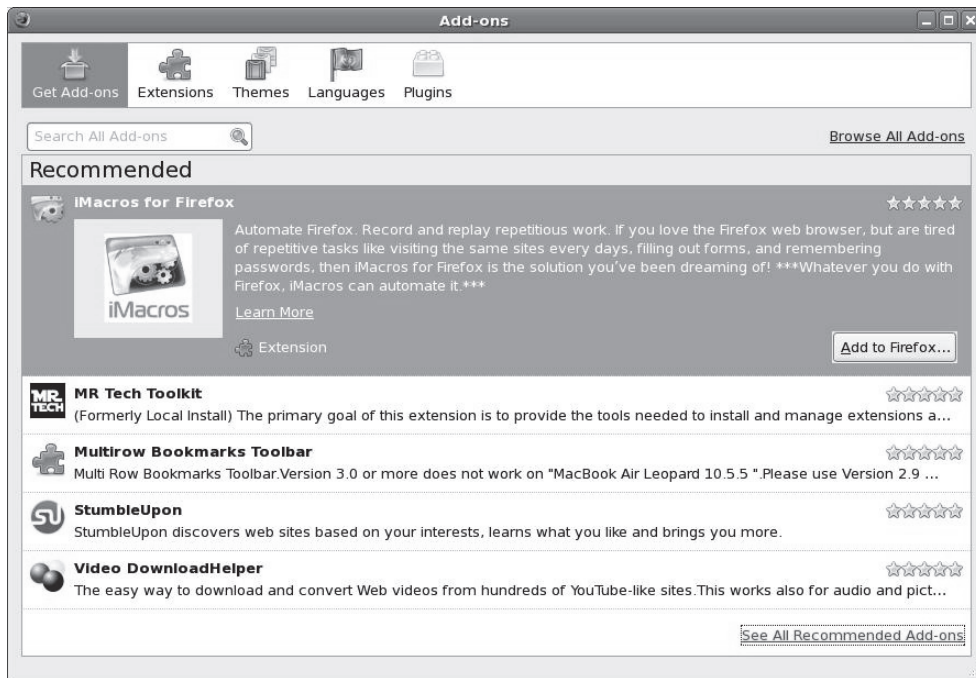 Add-ons
Get Add-ons Extensions Themes Languages Plugins
Search All Add-ons Browse All Add-ons
Recommended
iMacros for Firefox
Automate Firefox. Record and replay repetitious work. If you love the Firefox web browser, but are tired
of repetitive tasks like visiting the same sites every days, filling out forms, and remembering
passwords, then iMacros for Firefox is the solution you've been dreaming of! ***Whatever you do with
Firefox, iMacros can automate it.***
iMacros
Learn More
Extension
Add to Firefox...
MR TECH
MR Tech Toolkit
(Formerly Local Install) The primary goal of this extension is to provide the tools needed to install and manage extensions a...
Multirow Bookmarks Toolbar
Multi Row Bookmarks Toolbar.Version 3.0 or more does not work on "MacBook Air Leopard 10.5.5 ".Please use Version 2.9 ...
StumbleUpon
StumbleUpon discovers web sites based on your interests, learns what you like and brings you more.
Video DownloadHelper
The easy way to download and convert Web videos from hundreds of YouTube-like sites.This works also for audio and pict...
See All Recommended Add-ons